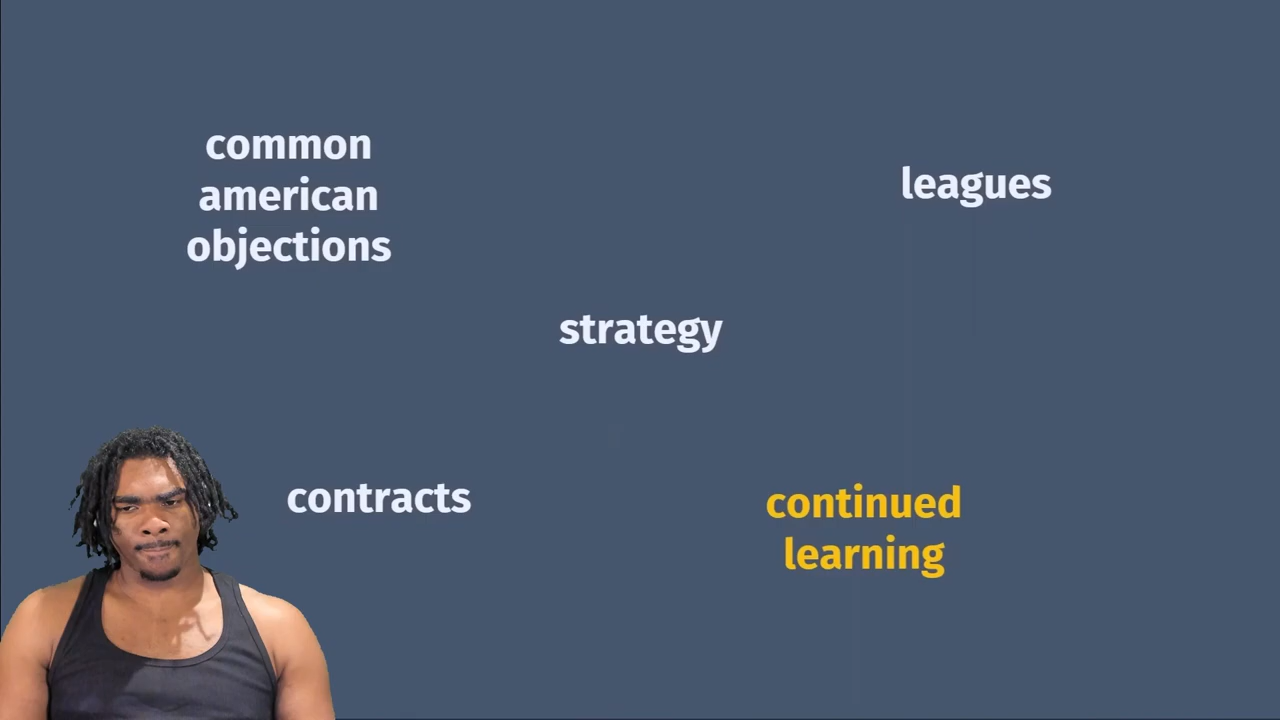 common
american
objections
leagues
strategy
contracts
continued
learning